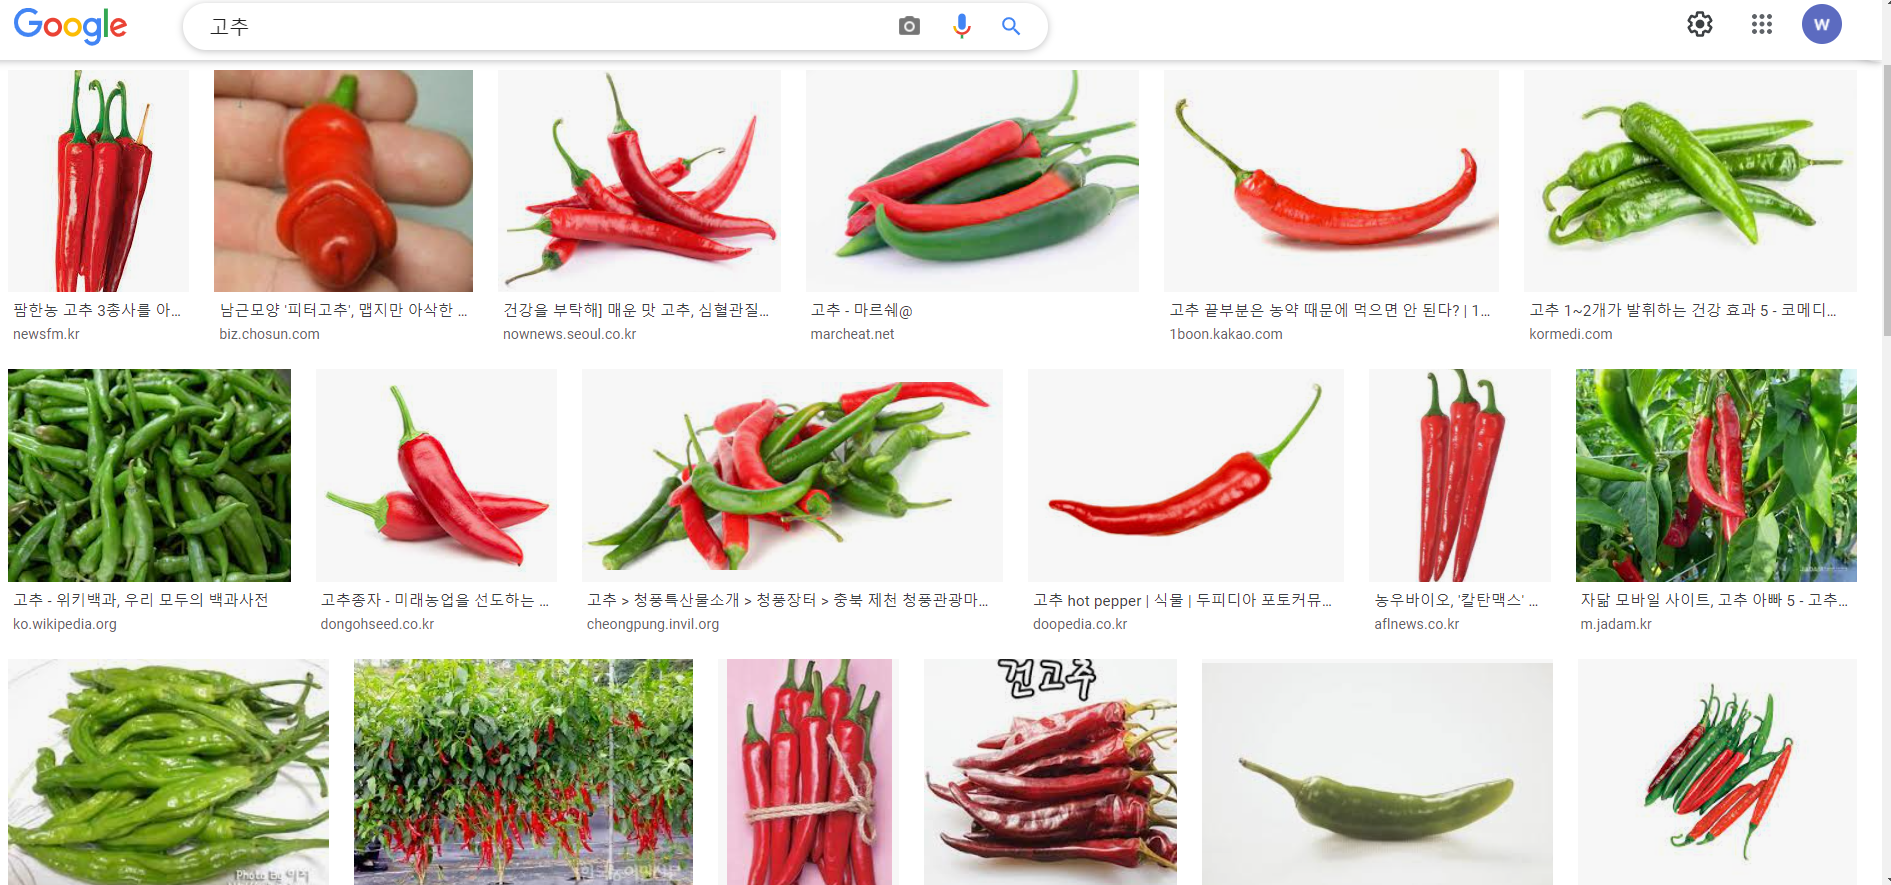 Google
고추
W
팜한농 고추 3종사를 아...
newsfm.kr
남근모양 '피터고추', 맵지만 아삭한 ...
biz.chosun.com
건강을 부탁해] 매운 맛 고추, 심혈관질...
nownews.seoul.co.kr
고추 - 마르쉐@
marcheat.net
고추 끝부분은 농약 때문에 먹으면 안 된다? | 1...
1boon.kakao.com
고추 1~2개가 발휘하는 건강 효과 5 - 코메디...
kormedi.com
고추 - 위키백과, 우리 모두의 백과사전
ko.wikipedia.org
고추종자 - 미래농업을 선도하는 ...
dongohseed.co.kr
고추 > 청풍특산물소개 > 청풍장터 > 충북 제천 청풍관광마...
cheongpung.invil.org
고추 hot pepper | 식물 | 두피디아 포토커뮤...
doopedia.co.kr
농우바이오, '칼탄맥스' ...
aflnews.co.kr
자닮 모바일 사이트, 고추 아빠 5 - 고추...
m.jadam.kr
Photo by
건고추